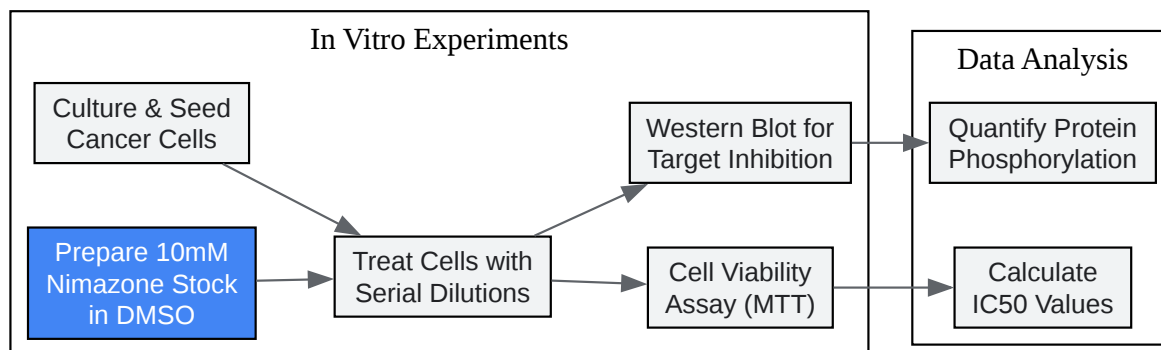 In Vitro Experiments
Culture & Seed
Cancer Cells
Prepare 10mM
Nimazone Stock
in DMSO
Treat Cells with
Serial Dilutions
Western Blot for
Target Inhibition
Cell Viability
Assay (MTT)
Data Analysis
Quantify Protein
Phosphorylation
Calculate
IC50 Values